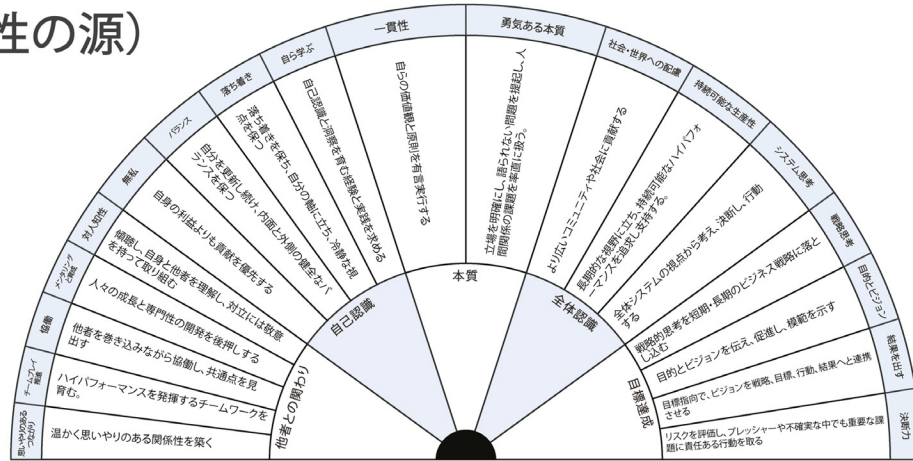 性の源）
思いやりのある
つながり
温かく思いやりのある関係性を築く
チームプレイ
推進
ハイパフォーマンスを発揮するチームワークを
育む。
協働
他者を巻き込みながら協働し、共通点を見
出す
メンタリング
と育成
人々の成長と専門性の開発を後押しする
対人知性
傾聴し自身と他者を理解し、対立には敬意
を持って取り組む
無私
自身の利益よりも貢献を優先する
バランス
自分を更新し続け、内面と外側の健全なバ
ランスを保つ
落ち着き
落ち着きを保ち、自分の軸に立ち、冷静な視
点を保つ
自ら学ぶ
自己認識と洞察を育む経験と実践を求める
一貫性
自らの価値観と原則を有言実行する
勇気ある本質
立場を明確にし、語られない問題を提起し、人
間関係の課題を率直に扱う。
社会・世界への配慮
より広いコミュニティや社会に貢献する
持続可能な生産性
長期的な視野に立ち、持続可能なハイパフォ
ーマンスを追求し支持する。
システム思考
全体システムの視点から考え、決断し、行動
する
戦略思考
戦略的思考を短期・長期のビジネス戦略に落と
し込む
目的とビジョン
目的とビジョンを伝え、促進し、模範を示す
結果を出す
目標指向で、ビジョンを戦略、目標、行動、結果へと連携
させる
決断力
リスクを評価し、プレッシャーや不確実な中でも重要な課
題に責任ある行動を取る
他者との関わり
自己認識
本質
全体認識
目標達成